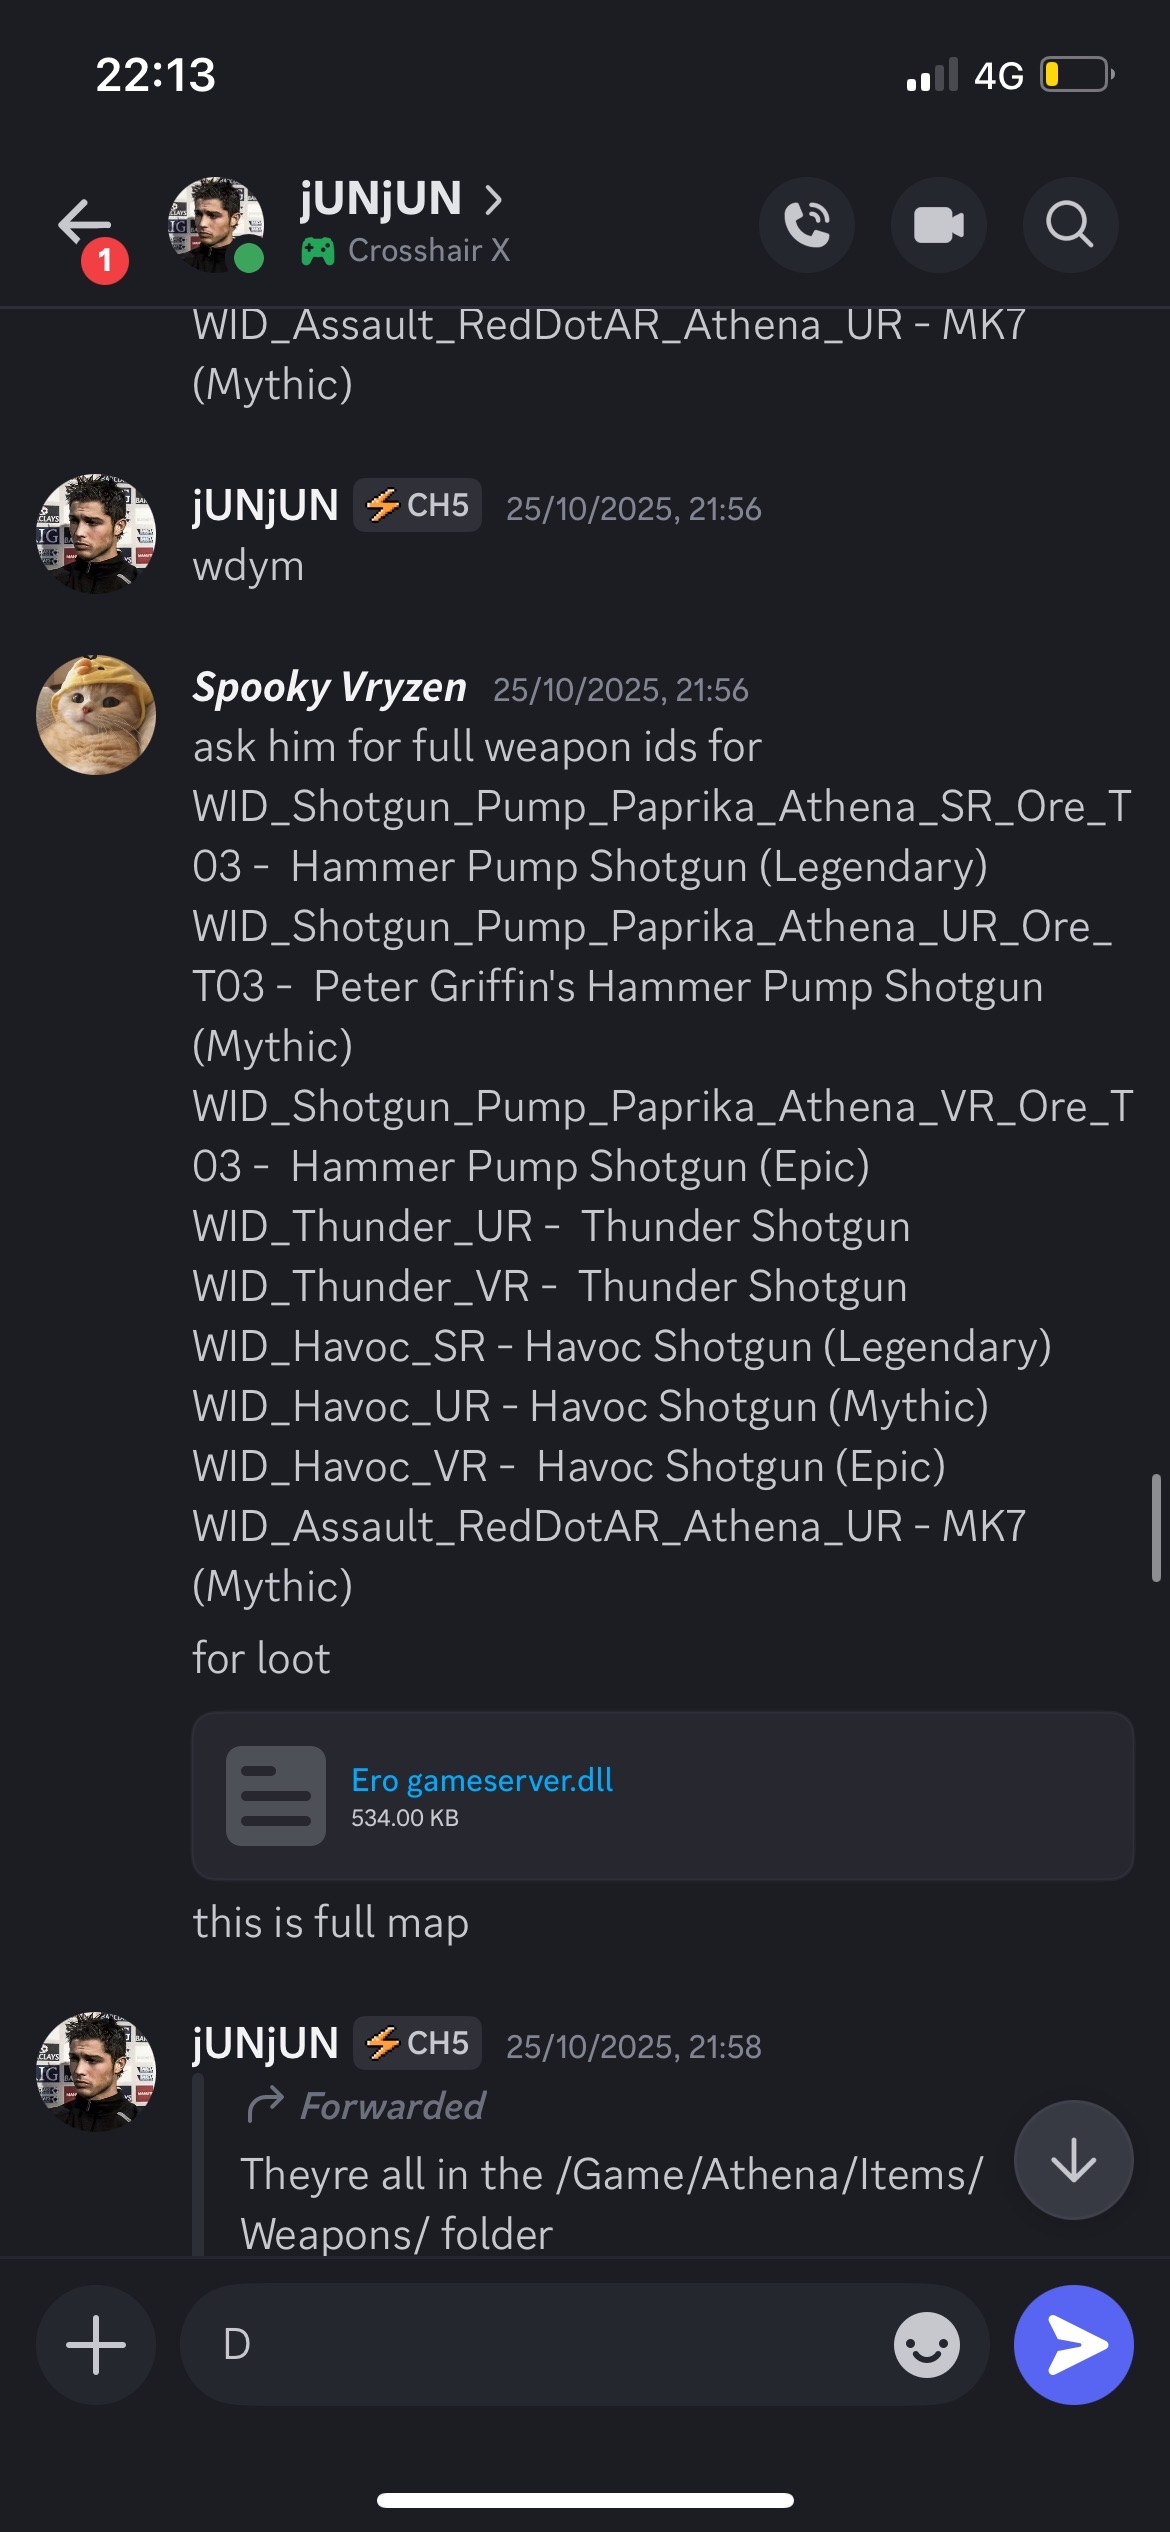 22:13
4G
jUNjUN
1
Crosshair X
WID_Assault_RedDotAR_Athena_UR - MK7
(Mythic)
jUNjUN CH5 25/10/2025, 21:56
wdym
Spooky Vryzen 25/10/2025, 21:56
ask him for full weapon ids for
WID_Shotgun_Pump_Paprika_Athena_SR_Ore_T
03 -  Hammer Pump Shotgun (Legendary)
WID_Shotgun_Pump_Paprika_Athena_UR_Ore_
T03 -  Peter Griffin's Hammer Pump Shotgun
(Mythic)
WID_Shotgun_Pump_Paprika_Athena_VR_Ore_T
03 -  Hammer Pump Shotgun (Epic)
WID_Thunder_UR -  Thunder Shotgun
WID_Thunder_VR -  Thunder Shotgun
WID_Havoc_SR - Havoc Shotgun (Legendary)
WID_Havoc_UR - Havoc Shotgun (Mythic)
WID_Havoc_VR -  Havoc Shotgun (Epic)
WID_Assault_RedDotAR_Athena_UR - MK7
(Mythic)
for loot
Ero gameserver.dll
534.00 KB
this is full map
jUNjUN CH5 25/10/2025, 21:58
Forwarded
Theyre all in the /Game/Athena/Items/
Weapons/ folder
D